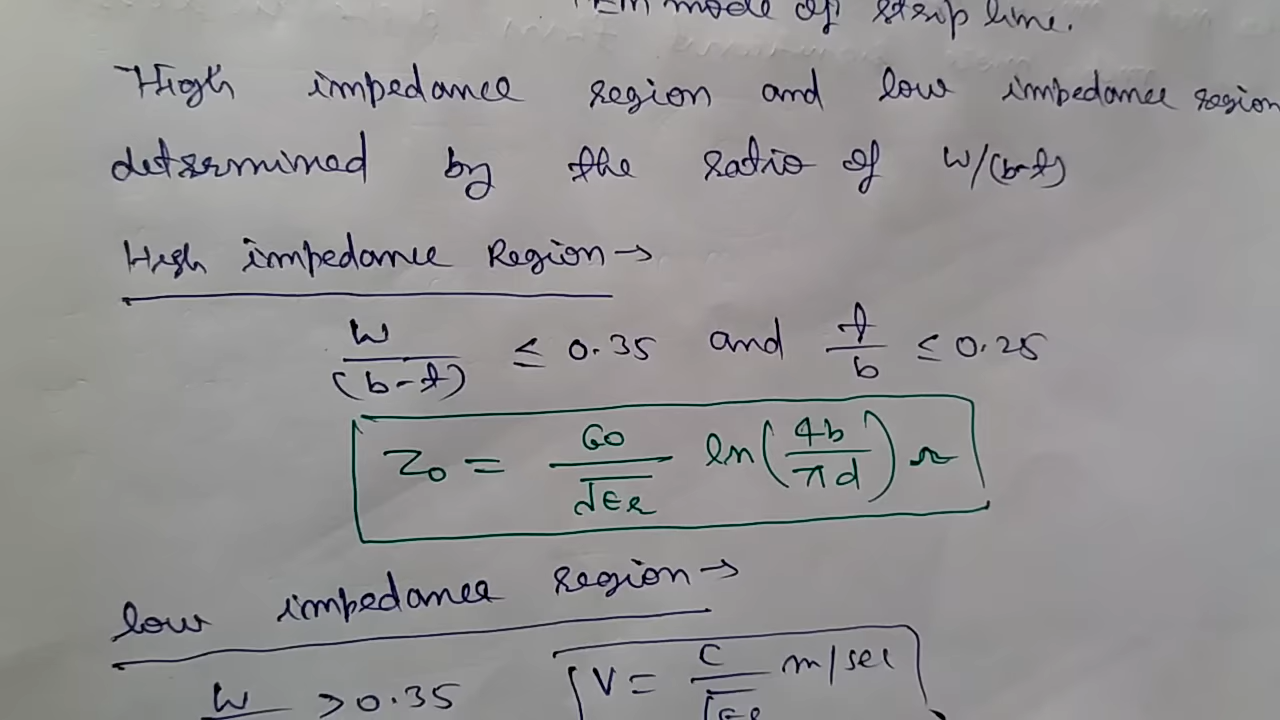 TEM mode of strip line.
High impedance region and low impedance region
determined by the ratio of W/(b-t)
High impedance Region →
W/(b-t) ≤ 0.35 and t/b ≤ 0.25
Z₀ = 60/√εr ln(4b/πd) Ω
low impedance region →
W > 0.35 V = C/√εr m/sec